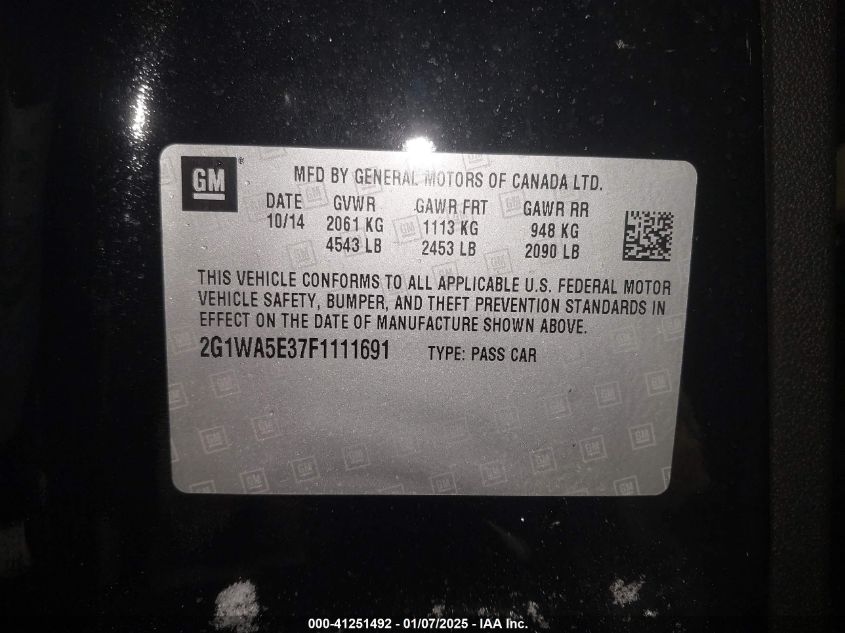 GM®
MFD BY GENERAL MOTORS OF CANADA LTD.
DATE GVWR GAWR FRT GAWR RR
10/14 2061 KG 1113 KG 948 KG
4543 LB 2453 LB 2090 LB
THIS VEHICLE CONFORMS TO ALL APPLICABLE U.S. FEDERAL MOTOR
VEHICLE SAFETY, BUMPER, AND THEFT PREVENTION STANDARDS IN
EFFECT ON THE DATE OF MANUFACTURE SHOWN ABOVE.
2G1WA5E37F1111691 TYPE: PASS CAR
000-41251492 — 01/07/2025 — IAA Inc.